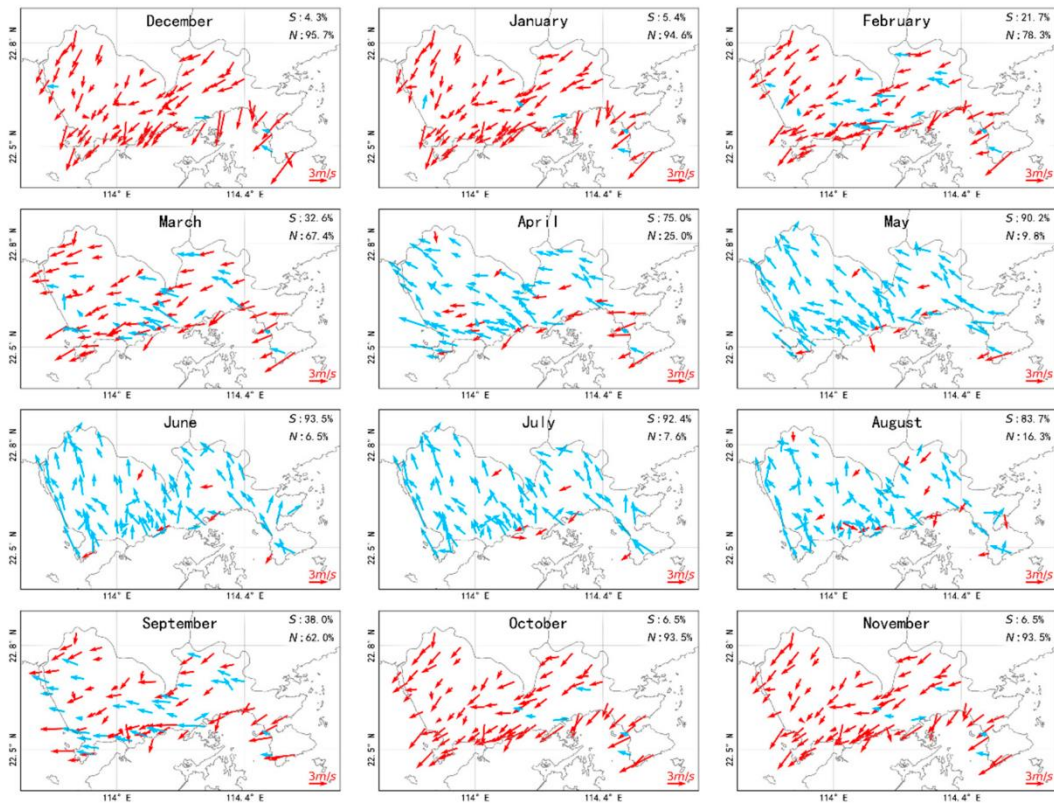 December
S:4.3%
N:95.7%
22.8° N
22.5° N
3m/s
114° E
114.4° E
January
S:5.4%
N:94.6%
3m/s
114° E
114.4° E
February
S:21.7%
N:78.3%
22.8° N
22.5° N
3m/s
114° E
114.4° E
March
S:32.6%
N:67.4%
22.8° N
22.5° N
3m/s
114° E
114.4° E
April
S:75.0%
N:25.0%
22.8° N
22.5° N
3m/s
114° E
114.4° E
May
S:90.2%
N:9.8%
22.8° N
22.5° N
3m/s
114° E
114.4° E
June
S:93.5%
N:6.5%
22.8° N
22.5° N
3m/s
114° E
114.4° E
July
S:92.4%
N:7.6%
22.8° N
22.5° N
3m/s
114° E
114.4° E
August
S:83.7%
N:16.3%
22.8° N
22.5° N
3m/s
114° E
114.4° E
September
S:38.0%
N:62.0%
22.8° N
22.5° N
3m/s
114° E
114.4° E
October
S:6.5%
N:93.5%
22.8° N
22.5° N
3m/s
114° E
114.4° E
November
S:6.5%
N:93.5%
22.8° N
22.5° N
3m/s
114° E
114.4° E